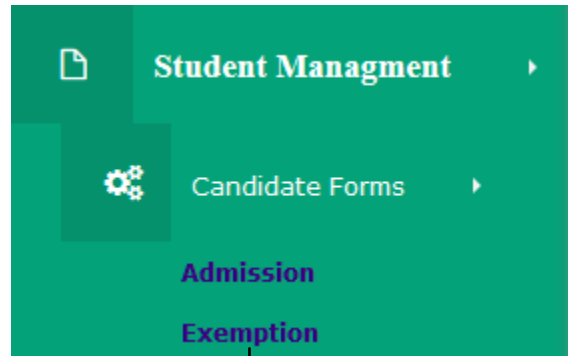 Student Managment
Candidate Forms
Admission
Exemption